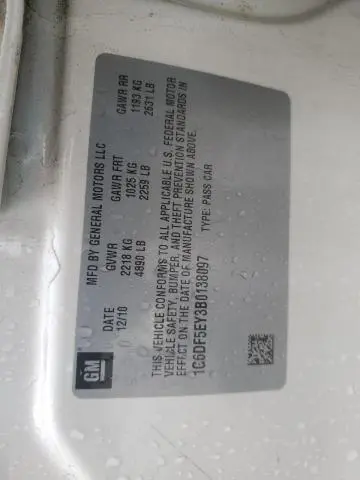 GM
MFD BY GENERAL MOTORS LLC
DATE GVWR GAWR FRT GAWR RR
12/10 2218 KG 1025 KG 1193 KG
4890 LB 2259 LB 2631 LB
THIS VEHICLE CONFORMS TO ALL APPLICABLE U.S. FEDERAL MOTOR
VEHICLE SAFETY, BUMPER, AND THEFT PREVENTION STANDARDS IN
EFFECT ON THE DATE OF MANUFACTURE SHOWN ABOVE.
1G6DF5EY3B0138097 TYPE: PASS CAR